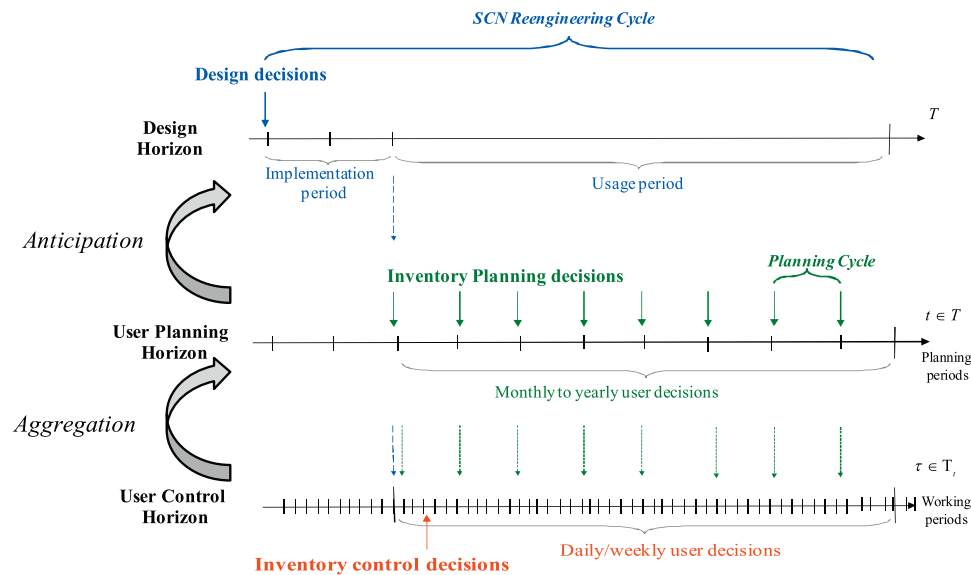 SCN Reengineering Cycle
Design decisions
T
Design
Horizon
Implementation
period
Usage period
Anticipation
Inventory Planning decisions
Planning Cycle
t ∈ T
User Planning
Horizon
Planning
periods
Monthly to yearly user decisions
Aggregation
τ ∈ T_t
User Control
Horizon
Working
periods
Daily/weekly user decisions
Inventory control decisions